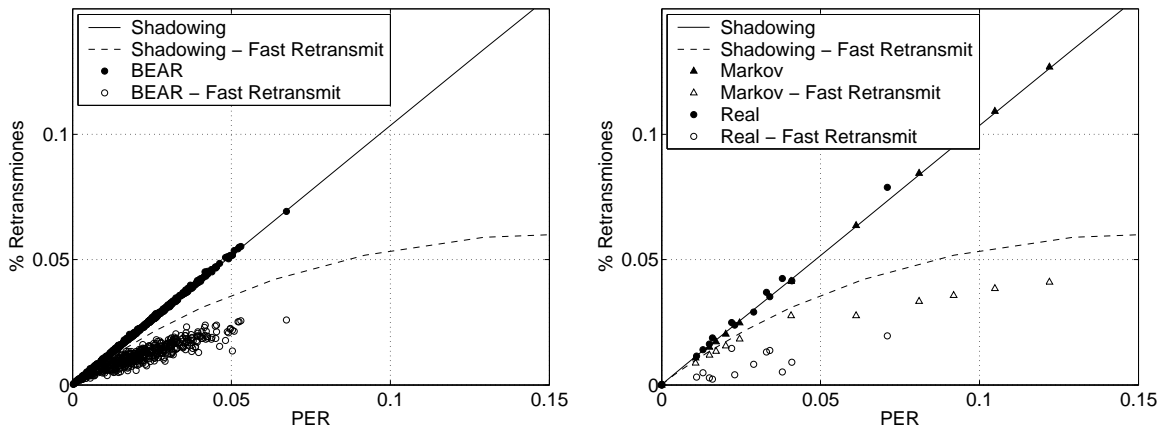 Shadowing
Shadowing – Fast Retransmit
BEAR
BEAR – Fast Retransmit
0.1
0.05
0
% Retransmiones
0
0.05
0.1
0.15
PER
Shadowing
Shadowing – Fast Retransmit
Markov
Markov – Fast Retransmit
Real
Real – Fast Retransmit
0.1
0.05
0
% Retransmiones
0
0.05
0.1
0.15
PER